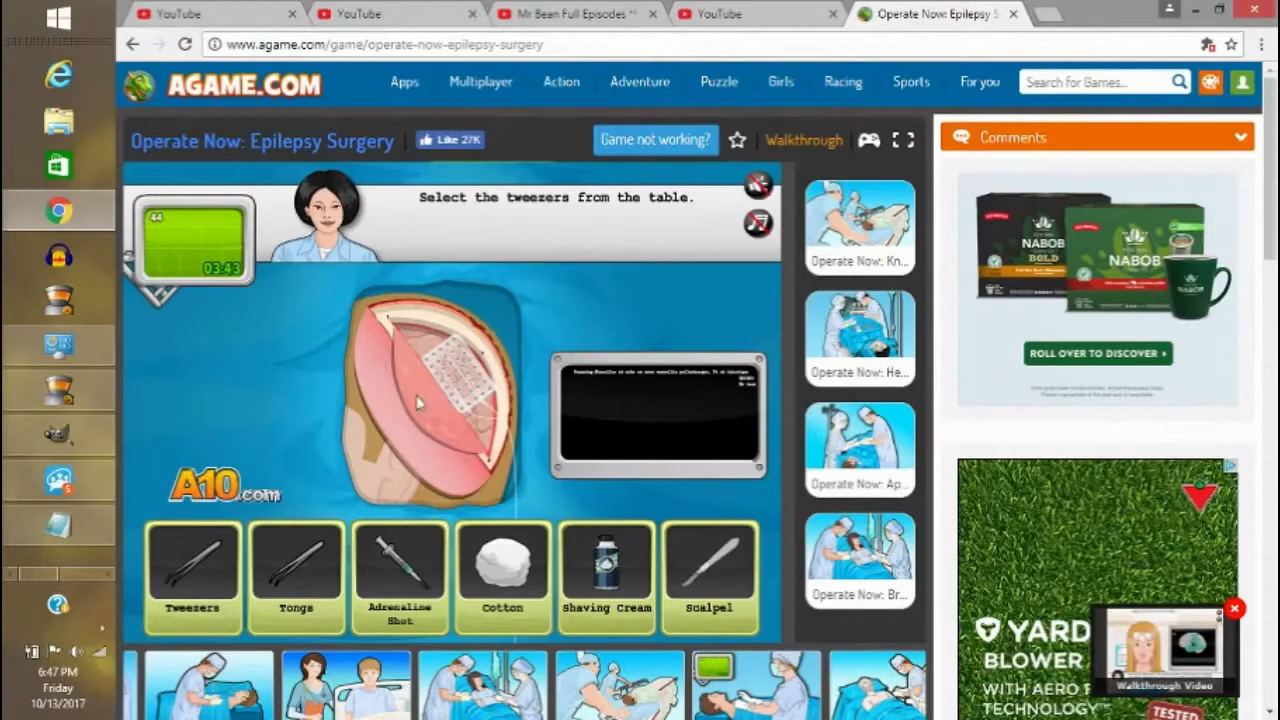 YouTube
YouTube
Mr Bean Full Episodes
YouTube
Operate Now: Epilepsy S
www.agame.com/game/operate-now-epilepsy-surgery
AGAME.COM
Apps
Multiplayer
Action
Adventure
Puzzle
Girls
Racing
Sports
For you
Search for Games...
Operate Now: Epilepsy Surgery
Like 27K
Game not working?
Walkthrough
Comments
Select the tweezers from the table.
44
03:43
A10.com
Tweezers
Tongs
Adrenaline
Shot
Cotton
Shaving Cream
Scalpel
Operate Now: Kn...
Operate Now: He...
Operate Now: Ap...
Operate Now: Br...
NABOB
BOLD
NABOB
NABOB
ROLL OVER TO DISCOVER
YARD
BLOWER
WITH AERO
TECHNOLOGY
TESTED
Walkthrough Video
6:47 PM
Friday
10/13/2017